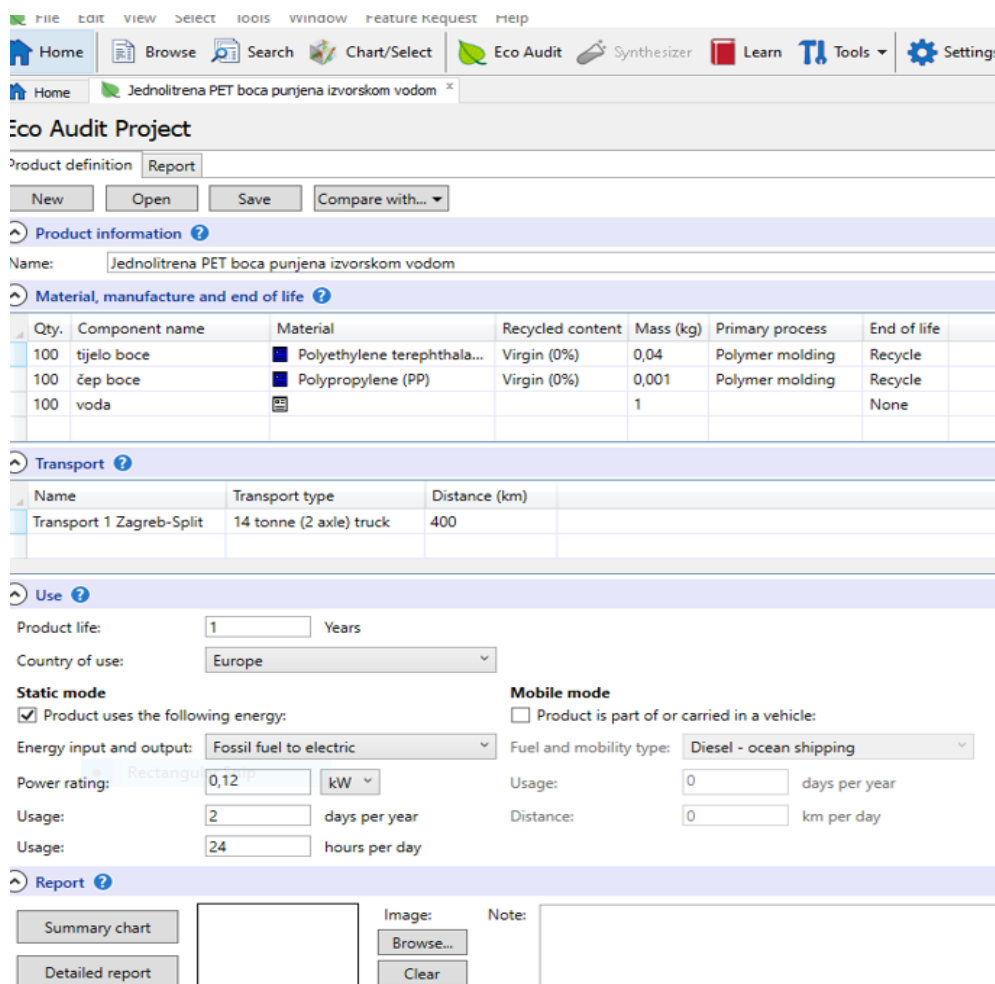 File Edit View Select Tools Window Feature Request Help
Home Browse Search Chart/Select Eco Audit Synthesizer Learn Tools Settings
Home Jednolitrena PET boca punjena izvorskom vodom x
Eco Audit Project
Product definition Report
New Open Save Compare with...
Product information ?
Name: Jednolitrena PET boca punjena izvorskom vodom
Material, manufacture and end of life ?
Qty. Component name Material Recycled content Mass (kg) Primary process End of life
100 tijelo boce Polyethylene terephthala... Virgin (0%) 0,04 Polymer molding Recycle
100 čep boce Polypropylene (PP) Virgin (0%) 0,001 Polymer molding Recycle
100 voda 1 None
Transport ?
Name Transport type Distance (km)
Transport 1 Zagreb-Split 14 tonne (2 axle) truck 400
Use ?
Product life: 1 Years
Country of use: Europe
Static mode Mobile mode
Product uses the following energy: Product is part of or carried in a vehicle:
Energy input and output: Fossil fuel to electric Fuel and mobility type: Diesel - ocean shipping
Rectangular Snip
Power rating: 0,12 kW Usage: 0 days per year
Usage: 2 days per year Distance: 0 km per day
Usage: 24 hours per day
Report ?
Summary chart Image: Note:
Browse...
Detailed report Clear